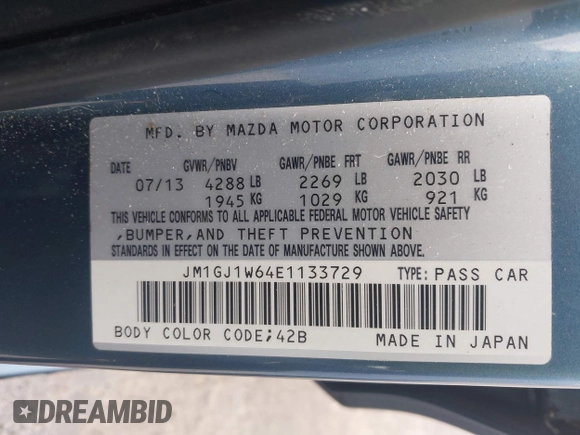 MFD. BY MAZDA MOTOR CORPORATION
DATE GVWR/PNBV GAWR/PNBE FRT GAWR/PNBE RR
07/13 4288 LB 2269 LB 2030 LB
1945 KG 1029 KG 921 KG
THIS VEHICLE CONFORMS TO ALL APPLICABLE FEDERAL MOTOR VEHICLE SAFETY
,BUMPER,AND THEFT PREVENTION
STANDARDS IN EFFECT ON THE DATE OF MANUFACTURE SHOWN ABOVE.
JM1GJ1W64E1133729 TYPE: PASS CAR
BODY COLOR CODE;42B MADE IN JAPAN
DREAMBID